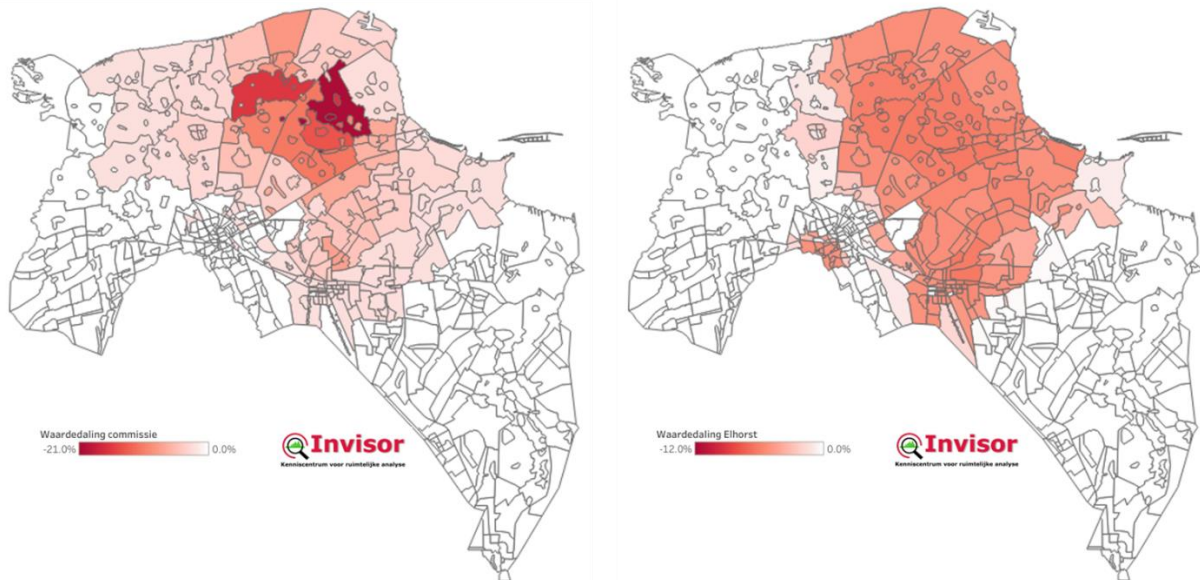 Waardedaling commissie
-21.0% 0.0%
Invisor
Kenniscentrum voor ruimtelijke analyse
Waardedaling Elhorst
-12.0% 0.0%
Invisor
Kenniscentrum voor ruimtelijke analyse